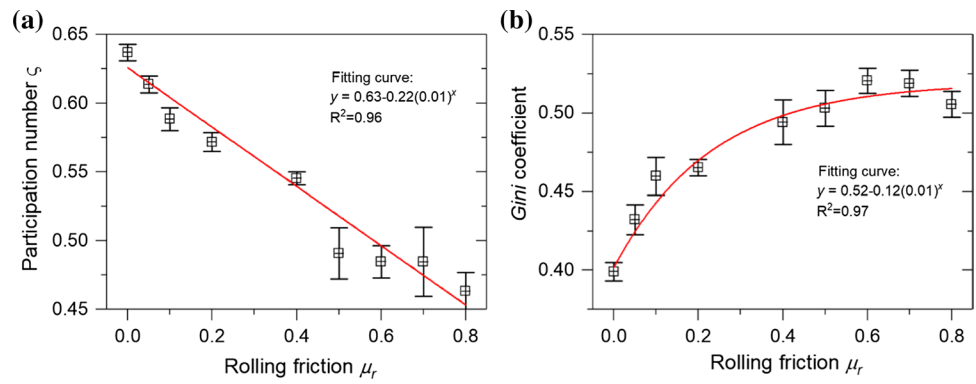 (a)
0.65
0.60
0.55
0.50
0.45
Participation number ς
Fitting curve:
y = 0.63-0.22(0.01)^x
R²=0.96
0.0 0.2 0.4 0.6 0.8
Rolling friction μr
(b)
0.55
0.50
0.45
0.40
Gini coefficient
Fitting curve:
y = 0.52-0.12(0.01)^x
R²=0.97
0.0 0.2 0.4 0.6 0.8
Rolling friction μr